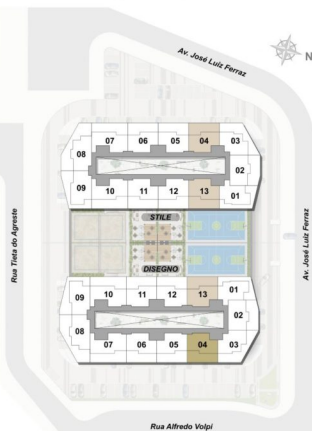 Av. José Luíz Ferraz
N
07 06 05 04 03
08
02
09
10 11 12 13 01
STILE
Rua Tieta do Agreste
Av. José Luíz Ferraz
DISEGNO
09 10 11 12 13 01
02
08
07 06 05 04 03
Rua Alfredo Volpi